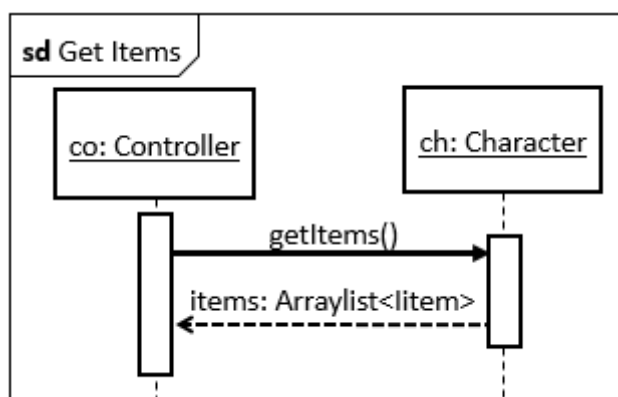 sd Get Items
co: Controller
ch: Character
getItems()
items: Arraylist<Iitem>